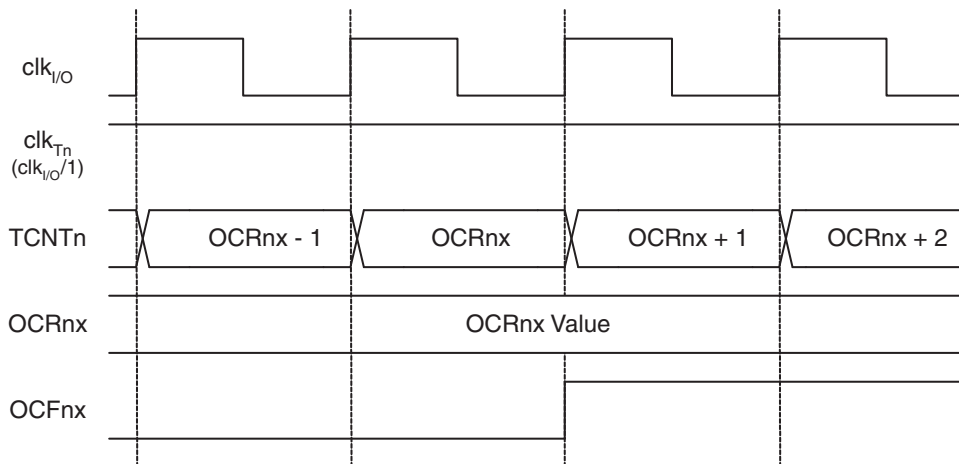 clkI/O
clkTn
(clkI/O/1)
TCNTn OCRnx - 1 OCRnx OCRnx + 1 OCRnx + 2
OCRnx OCRnx Value
OCFnx